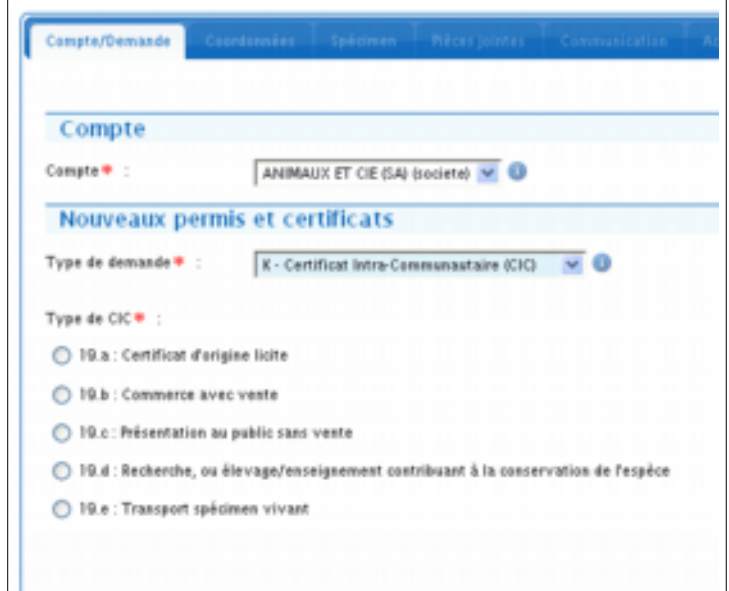 Compte/Demande Coordonnées Spécimen Pièces jointes Communication
Compte
Compte* : ANIMAUX ET CIE (SA) (societe)
Nouveaux permis et certificats
Type de demande* : K - Certificat Intra-Communautaire (CIC)
Type de CIC* :
19.a : Certificat d'origine licite
19.b : Commerce avec vente
19.c : Présentation au public sans vente
19.d : Recherche, ou élevage/enseignement contribuant à la conservation de l'espèce
19.e : Transport spécimen vivant